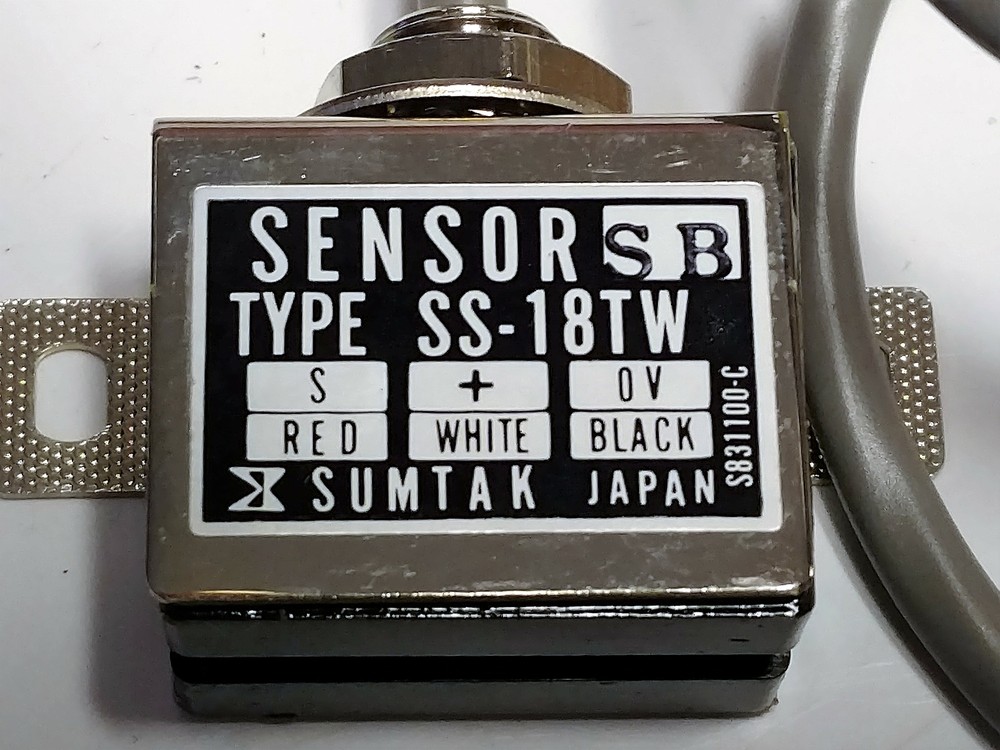 SENSOR SB
TYPE SS-18TW
S + 0V
RED WHITE BLACK
SUMTAK JAPAN
S831100-C